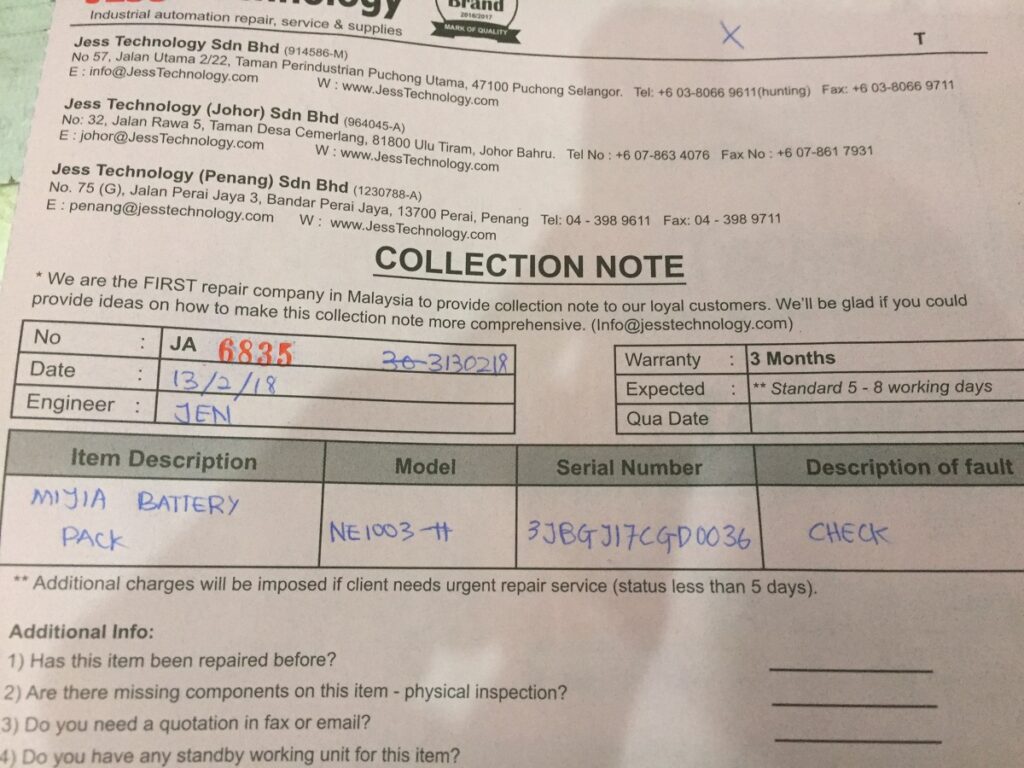 Brand
2016/2017
MARK OF QUALITY
Industrial automation repair, service & supplies
X T
Jess Technology Sdn Bhd (914586-M)
No 57, Jalan Utama 2/22, Taman Perindustrian Puchong Utama, 47100 Puchong Selangor. Tel: +6 03-8066 9611(hunting) Fax: +6 03-8066 9711
E : info@JessTechnology.com W : www.JessTechnology.com
Jess Technology (Johor) Sdn Bhd (964045-A)
No: 32, Jalan Rawa 5, Taman Desa Cemerlang, 81800 Ulu Tiram, Johor Bahru. Tel No : +6 07-863 4076 Fax No : +6 07-861 7931
E : johor@JessTechnology.com W : www.JessTechnology.com
Jess Technology (Penang) Sdn Bhd (1230788-A)
No. 75 (G), Jalan Perai Jaya 3, Bandar Perai Jaya, 13700 Perai, Penang Tel: 04 - 398 9611 Fax: 04 - 398 9711
E : penang@jesstechnology.com W : www.JessTechnology.com
COLLECTION NOTE
* We are the FIRST repair company in Malaysia to provide collection note to our loyal customers. We'll be glad if you could
provide ideas on how to make this collection note more comprehensive. (Info@jesstechnology.com)
No : JA 6835 30-3130218
Date : 13/2/18
Engineer : JEN
Warranty : 3 Months
Expected : ** Standard 5 - 8 working days
Qua Date
Item Description Model Serial Number Description of fault
MIJIA BATTERY
PACK NE1003-H 3JBGJ17CGD0036 CHECK
** Additional charges will be imposed if client needs urgent repair service (status less than 5 days).
Additional Info:
1) Has this item been repaired before?
2) Are there missing components on this item - physical inspection?
3) Do you need a quotation in fax or email?
4) Do you have any standby working unit for this item?